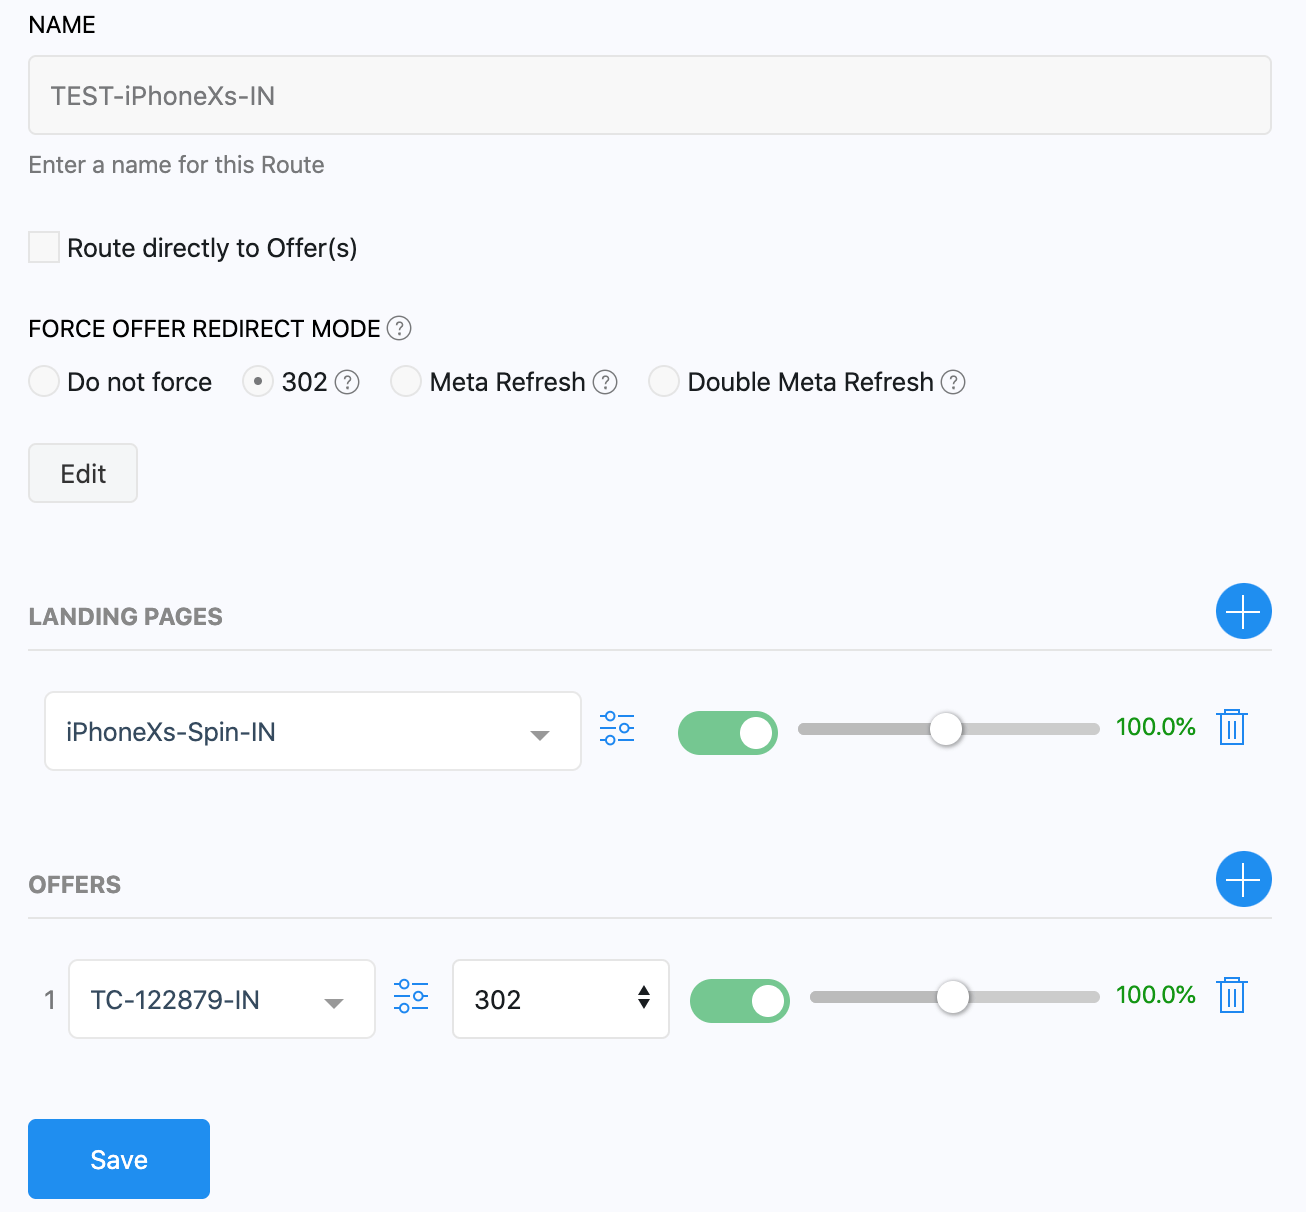 NAME
TEST-iPhoneXs-IN
Enter a name for this Route
Route directly to Offer(s)
FORCE OFFER REDIRECT MODE ?
Do not force 302 ? Meta Refresh ? Double Meta Refresh ?
Edit
LANDING PAGES
iPhoneXs-Spin-IN 100.0%
OFFERS
1 TC-122879-IN 302 100.0%
Save